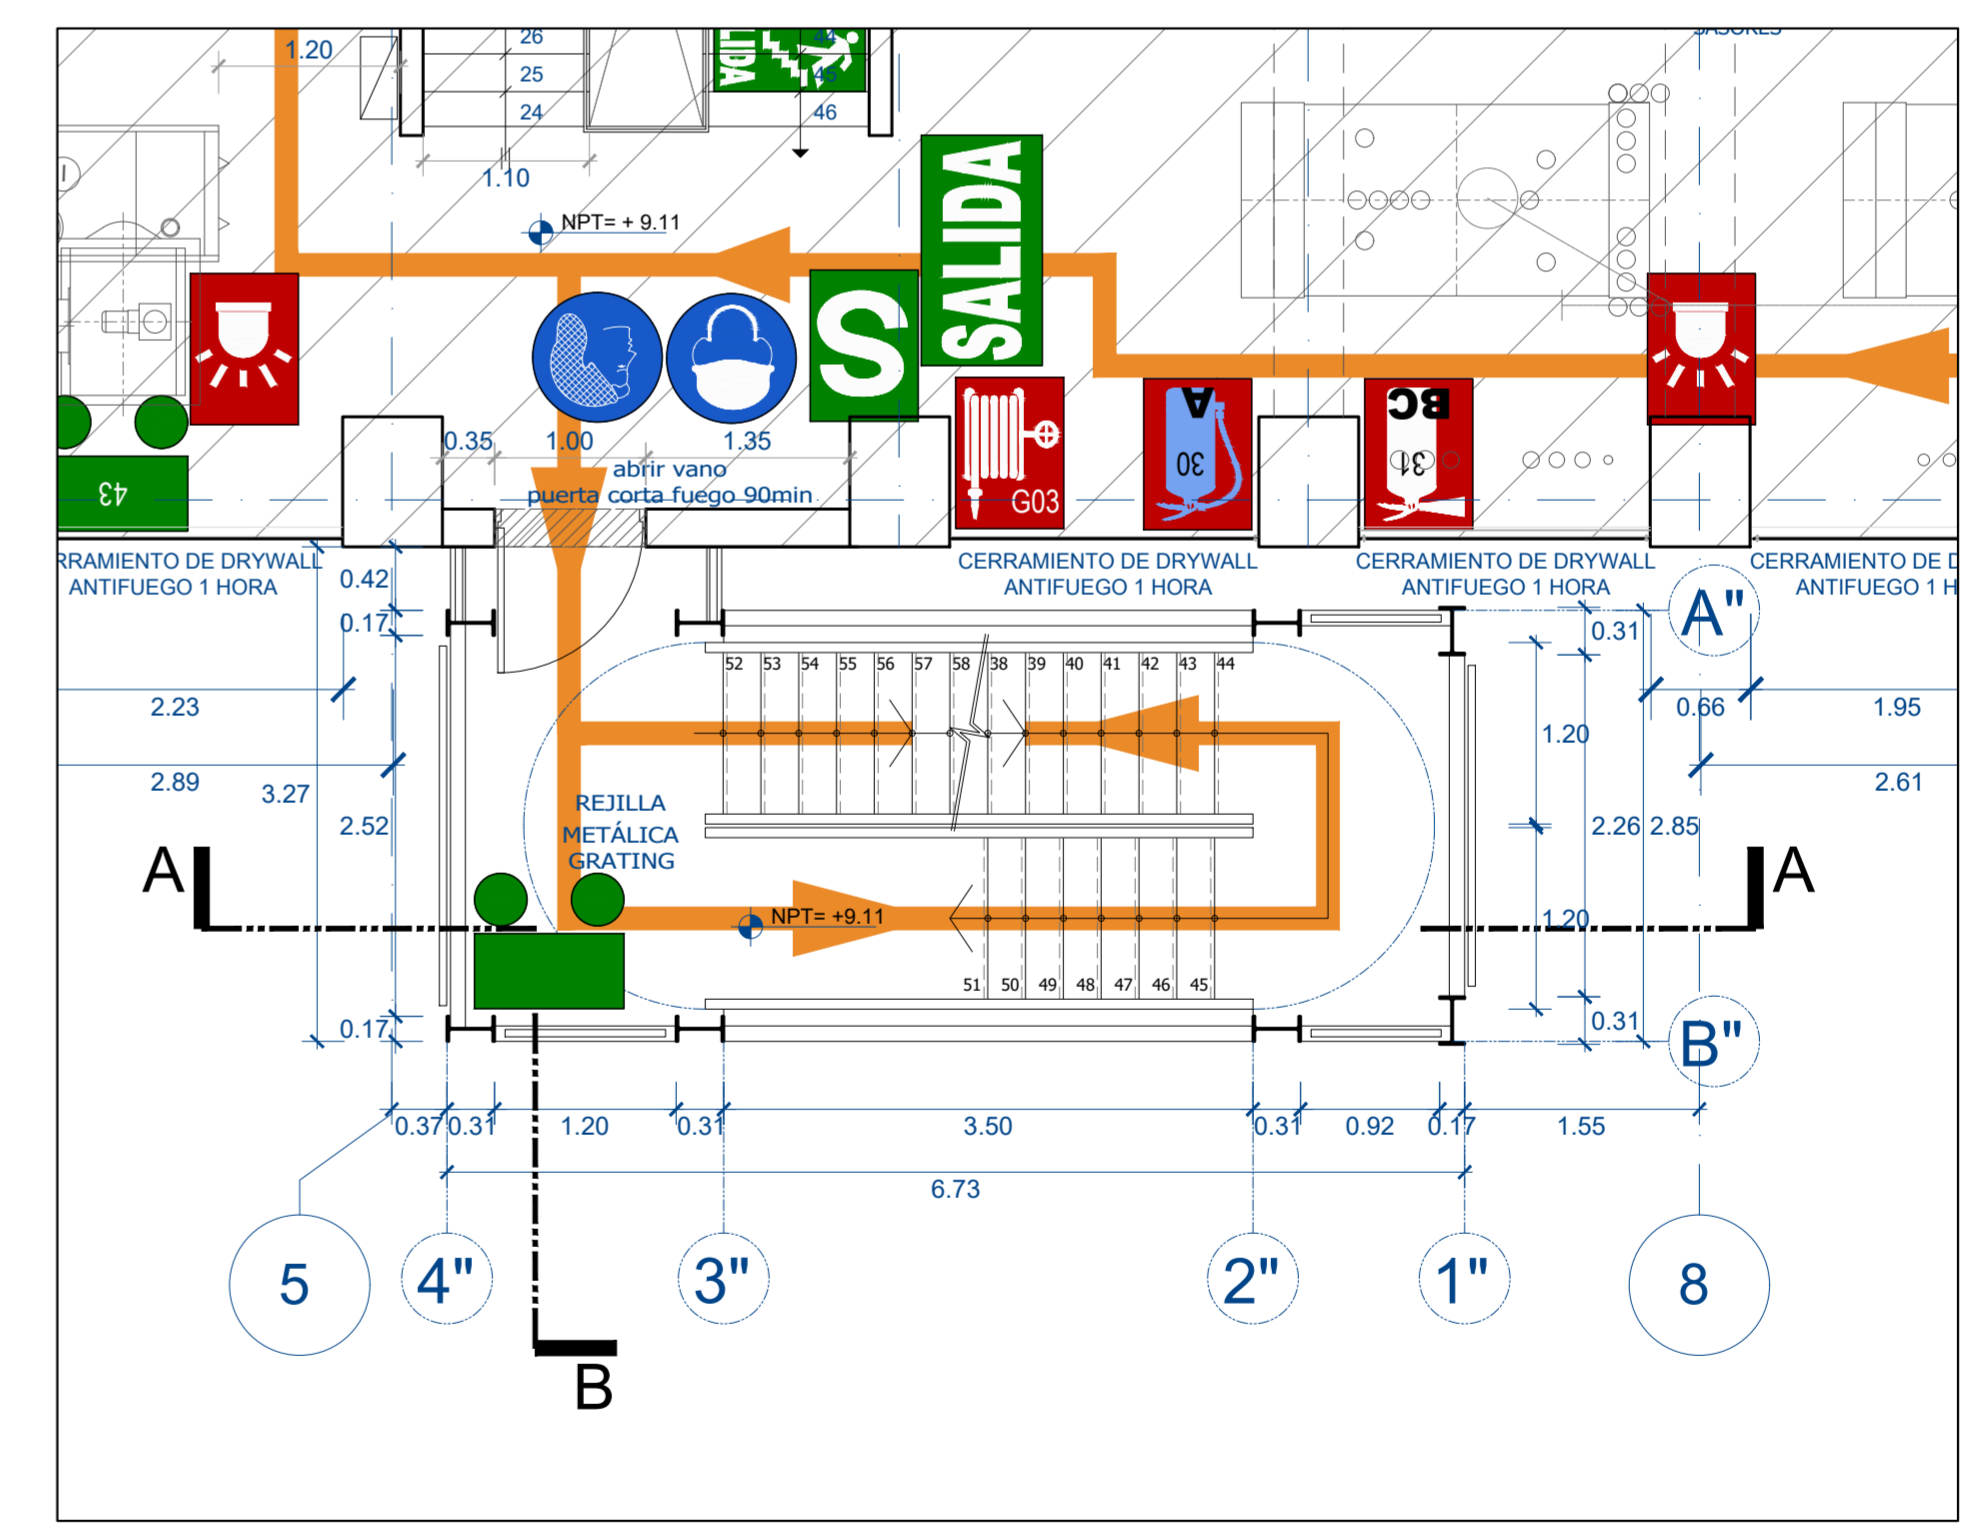 SASORES
1.20
26
25
24
44
45
46
LIDA
1.10
NPT= + 9.11
SALIDA
S
A
30
BC
31
G03
43
0.35
1.00
1.35
abrir vano
puerta corta fuego 90min
RRAMIENTO DE DRYWALL
ANTIFUEGO 1 HORA
CERRAMIENTO DE DRYWALL
ANTIFUEGO 1 HORA
CERRAMIENTO DE DRYWALL
ANTIFUEGO 1 HORA
CERRAMIENTO DE D
ANTIFUEGO 1 H
0.42
0.17
A"
0.31
52 53 54 55 56 57 58 38 39 40 41 42 43 44
2.23
0.66
1.95
1.20
2.89
3.27
2.61
REJILLA
METÁLICA
GRATING
2.52
2.26
2.85
A
A
NPT= +9.11
1.20
51 50 49 48 47 46 45
0.17
0.31
B"
0.37 0.31 1.20 0.31 3.50 0.31 0.92 0.17 1.55
6.73
5 4" 3" 2" 1" 8
B